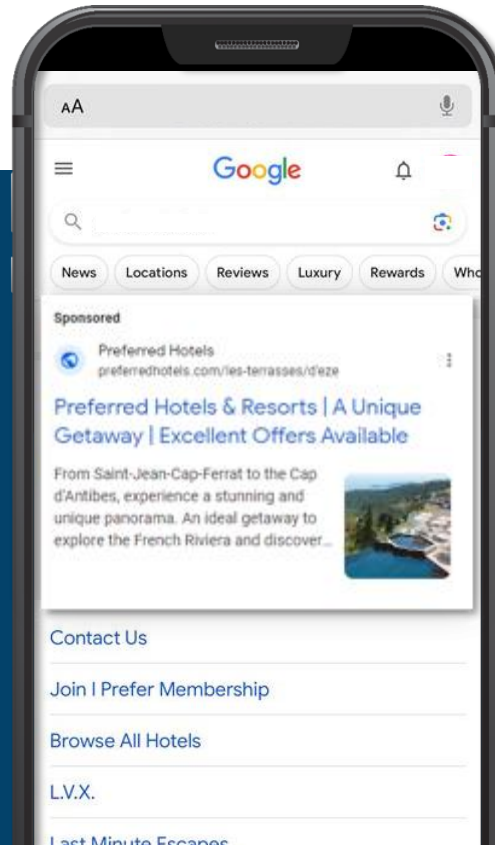 AA
Google
News Locations Reviews Luxury Rewards Who
Sponsored
Preferred Hotels
preferredhotels.com/les-terrasses/d'eze
Preferred Hotels & Resorts | A Unique
Getaway | Excellent Offers Available
From Saint-Jean-Cap-Ferrat to the Cap
d'Antibes, experience a stunning and
unique panorama. An ideal getaway to
explore the French Riviera and discover...
Contact Us
Join I Prefer Membership
Browse All Hotels
L.V.X.
Last Minute Escapes